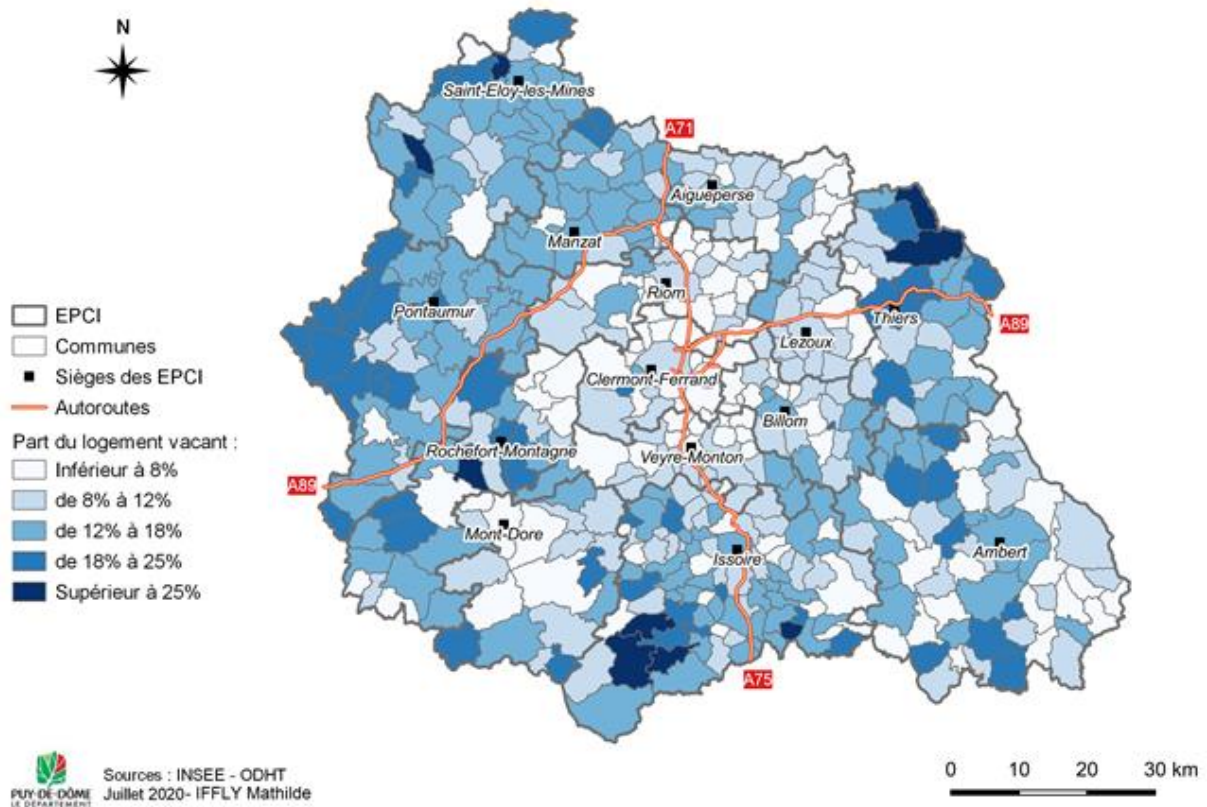 N
Saint-Eloy-les-Mines
A71
Aigueperse
Manzat
Riom
Pontaumur
Thiers
A89
Lezoux
Clermont-Ferrand
Billom
Rochefort-Montagne
Veyre-Monton
A89
Mont-Dore
Issoire
Ambert
A75
EPCI
Communes
Sièges des EPCI
Autoroutes
Part du logement vacant :
Inférieur à 8%
de 8% à 12%
de 12% à 18%
de 18% à 25%
Supérieur à 25%
PUY-DE-DÔME
LE DÉPARTEMENT
Sources : INSEE - ODHT
Juillet 2020- IFFLY Mathilde
0 10 20 30 km